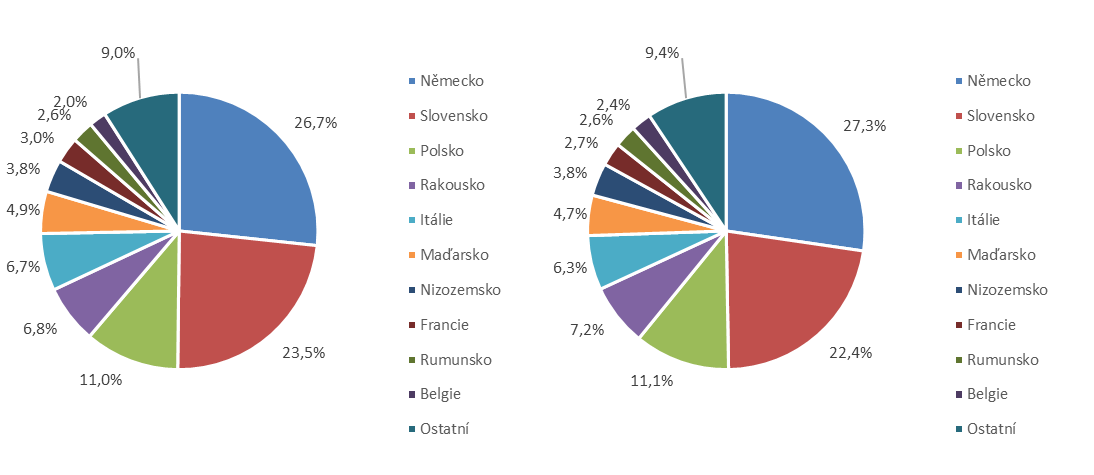 9,0%
2,0%
2,6%
3,0%
3,8%
4,9%
6,7%
6,8%
11,0%
23,5%
26,7%
Německo
Slovensko
Polsko
Rakousko
Itálie
Maďarsko
Nizozemsko
Francie
Rumunsko
Belgie
Ostatní
9,4%
2,4%
2,6%
2,7%
3,8%
4,7%
6,3%
7,2%
11,1%
22,4%
27,3%
Německo
Slovensko
Polsko
Rakousko
Itálie
Maďarsko
Nizozemsko
Francie
Rumunsko
Belgie
Ostatní